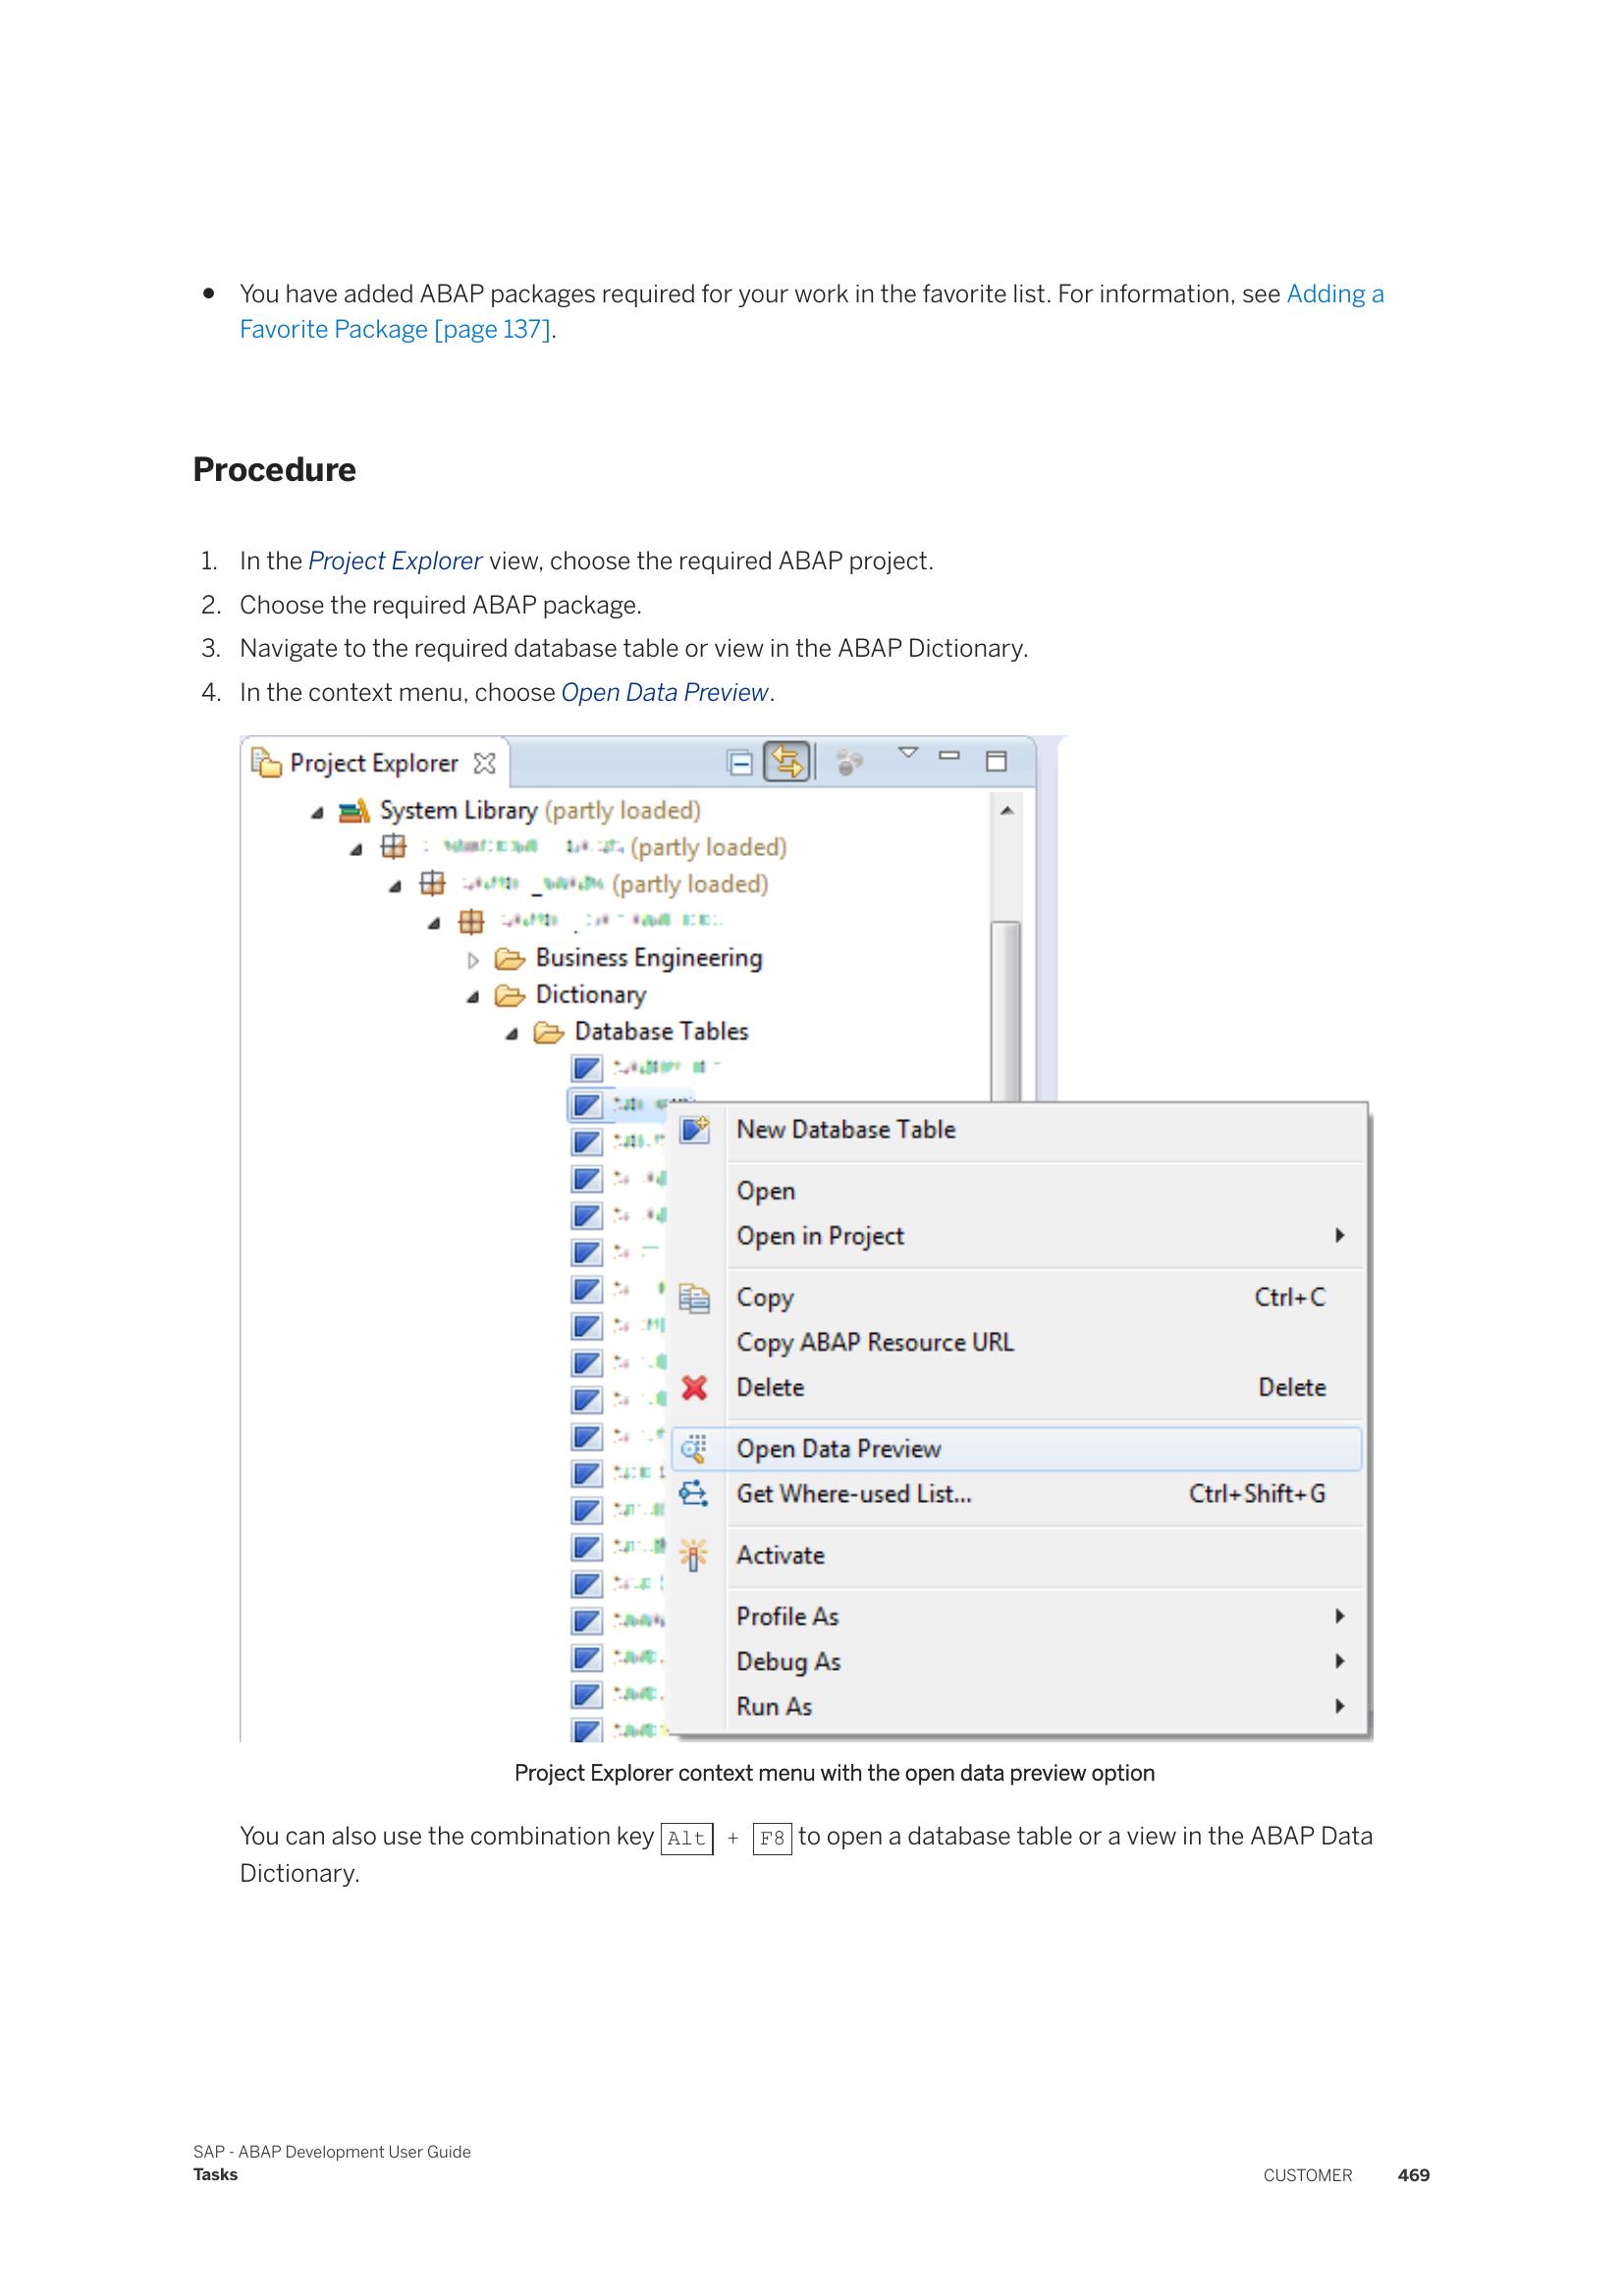 • You have added ABAP packages required for your work in the favorite list. For information, see Adding a
Favorite Package [page 137].
Procedure
1. In the Project Explorer view, choose the required ABAP project.
2. Choose the required ABAP package.
3. Navigate to the required database table or view in the ABAP Dictionary.
4. In the context menu, choose Open Data Preview.
Project Explorer
System Library (partly loaded)
(partly loaded)
(partly loaded)
Business Engineering
Dictionary
Database Tables
New Database Table
Open
Open in Project
Copy Ctrl+C
Copy ABAP Resource URL
Delete Delete
Open Data Preview
Get Where-used List... Ctrl+Shift+G
Activate
Profile As
Debug As
Run As
Project Explorer context menu with the open data preview option
You can also use the combination key Alt + F8 to open a database table or a view in the ABAP Data
Dictionary.
SAP - ABAP Development User Guide
Tasks
CUSTOMER 469